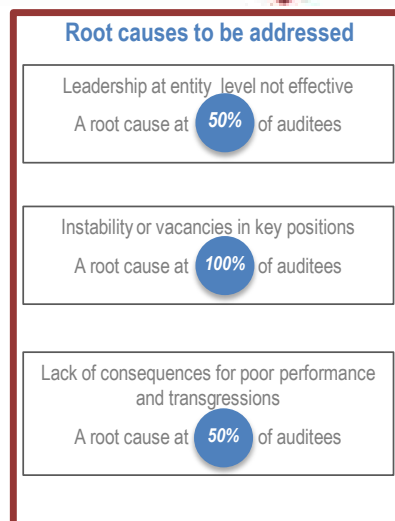 Root causes to be addressed
Leadership at entity level not effective
A root cause at 50% of auditees
Instability or vacancies in key positions
A root cause at 100% of auditees
Lack of consequences for poor performance
and transgressions
A root cause at 50% of auditees